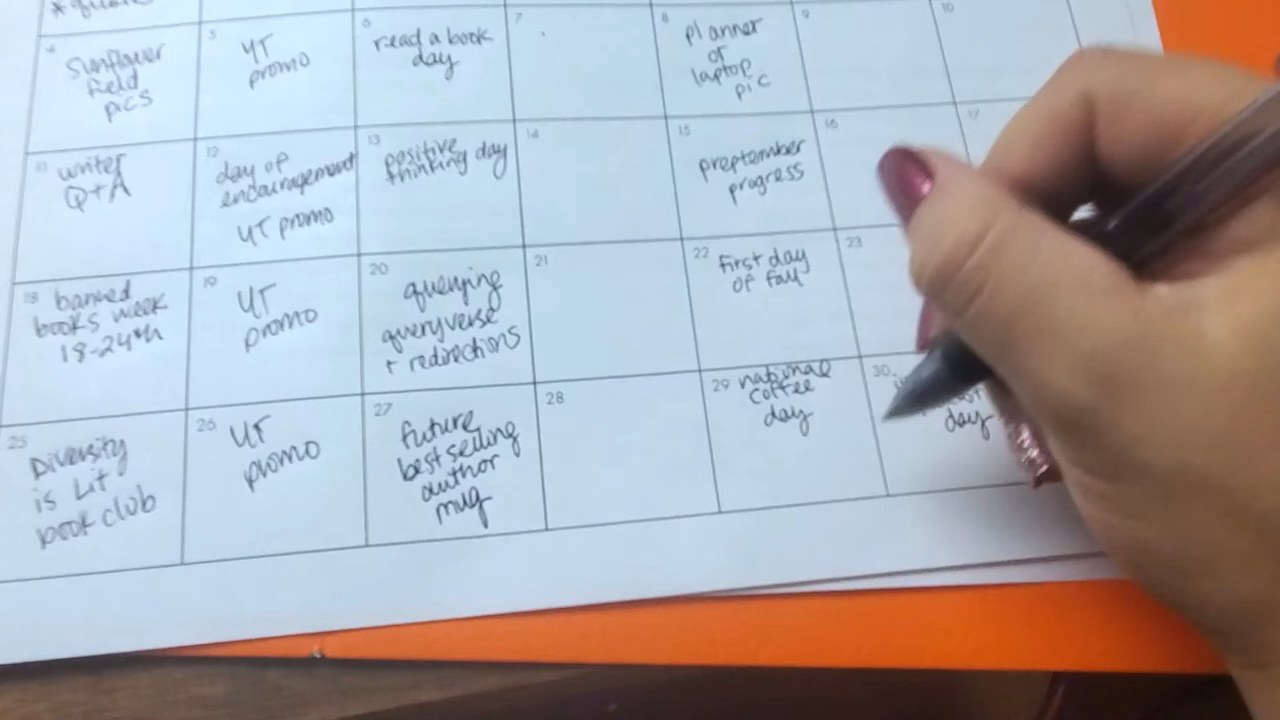 4
sunflower
field
pics
5
YT
promo
6
read a book
day
7
8
planner
or
laptop
pic
9
10
11
writer
Q+A
12
day of
encouragement
YT promo
13
positive
thinking day
14
15
preptember
progress
16
17
18
banned
books week
18-24th
19
YT
promo
20
querying
queryverse
+ redirections
21
22
first day
of fall
23
25
Diversity
is Lit
book club
26
YT
promo
27
future
bestselling
author
mug
28
29
national
coffee
day
30
day